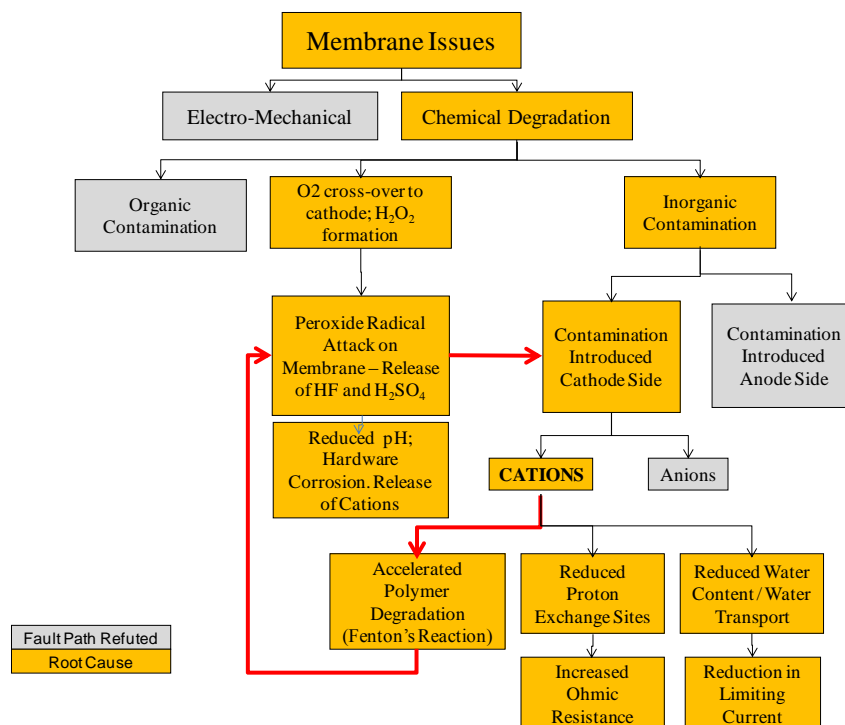 Membrane Issues
Electro-Mechanical
Chemical Degradation
Organic
Contamination
O2 cross-over to
cathode; H₂O₂
formation
Inorganic
Contamination
Peroxide Radical
Attack on
Membrane – Release
of HF and H₂SO₄
Contamination
Introduced
Cathode Side
Contamination
Introduced
Anode Side
Reduced pH;
Hardware
Corrosion. Release
of Cations
CATIONS
Anions
Accelerated
Polymer
Degradation
(Fenton's Reaction)
Reduced
Proton
Exchange Sites
Reduced Water
Content / Water
Transport
Fault Path Refuted
Root Cause
Increased
Ohmic
Resistance
Reduction in
Limiting
Current